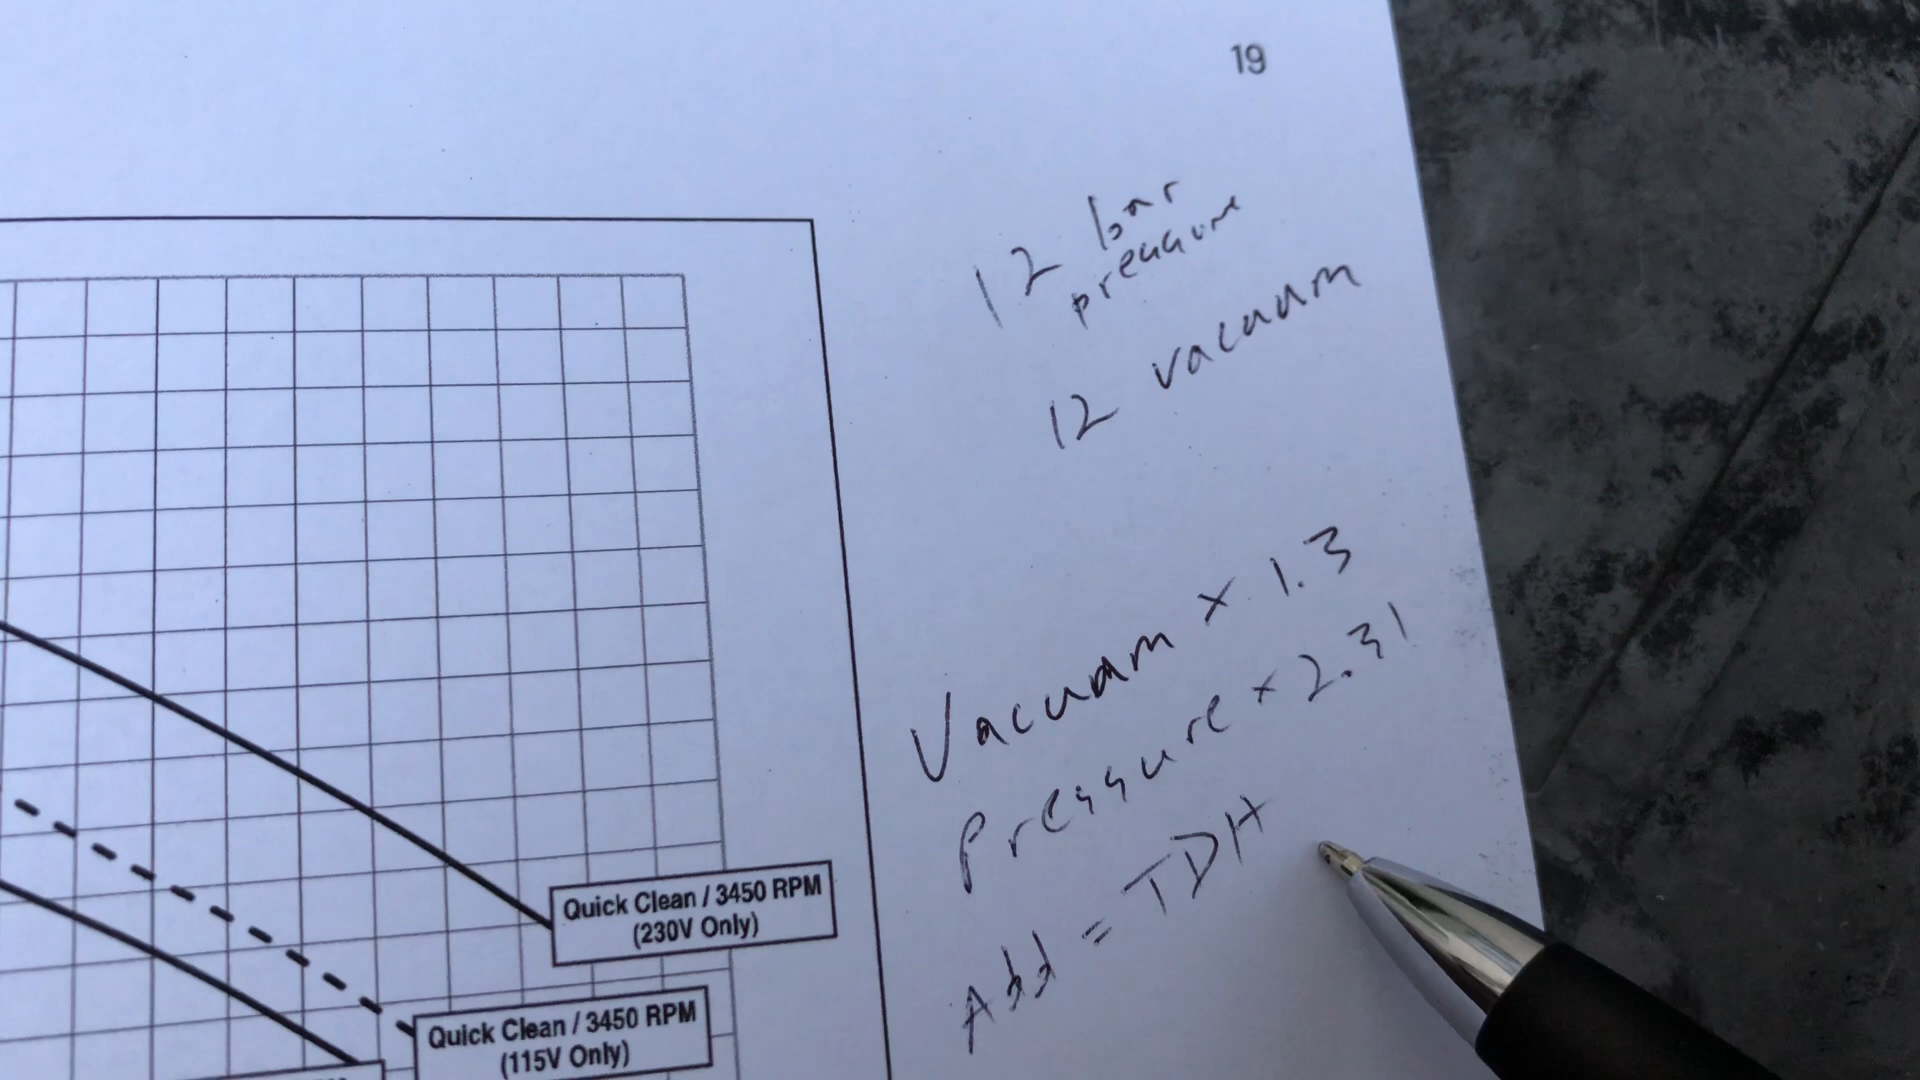 19
12 bar
pressure
12 vacuum
Vacuum x 1.3
Pressure x 2.31
Add = TDH
Quick Clean / 3450 RPM
(230V Only)
Quick Clean / 3450 RPM
(115V Only)